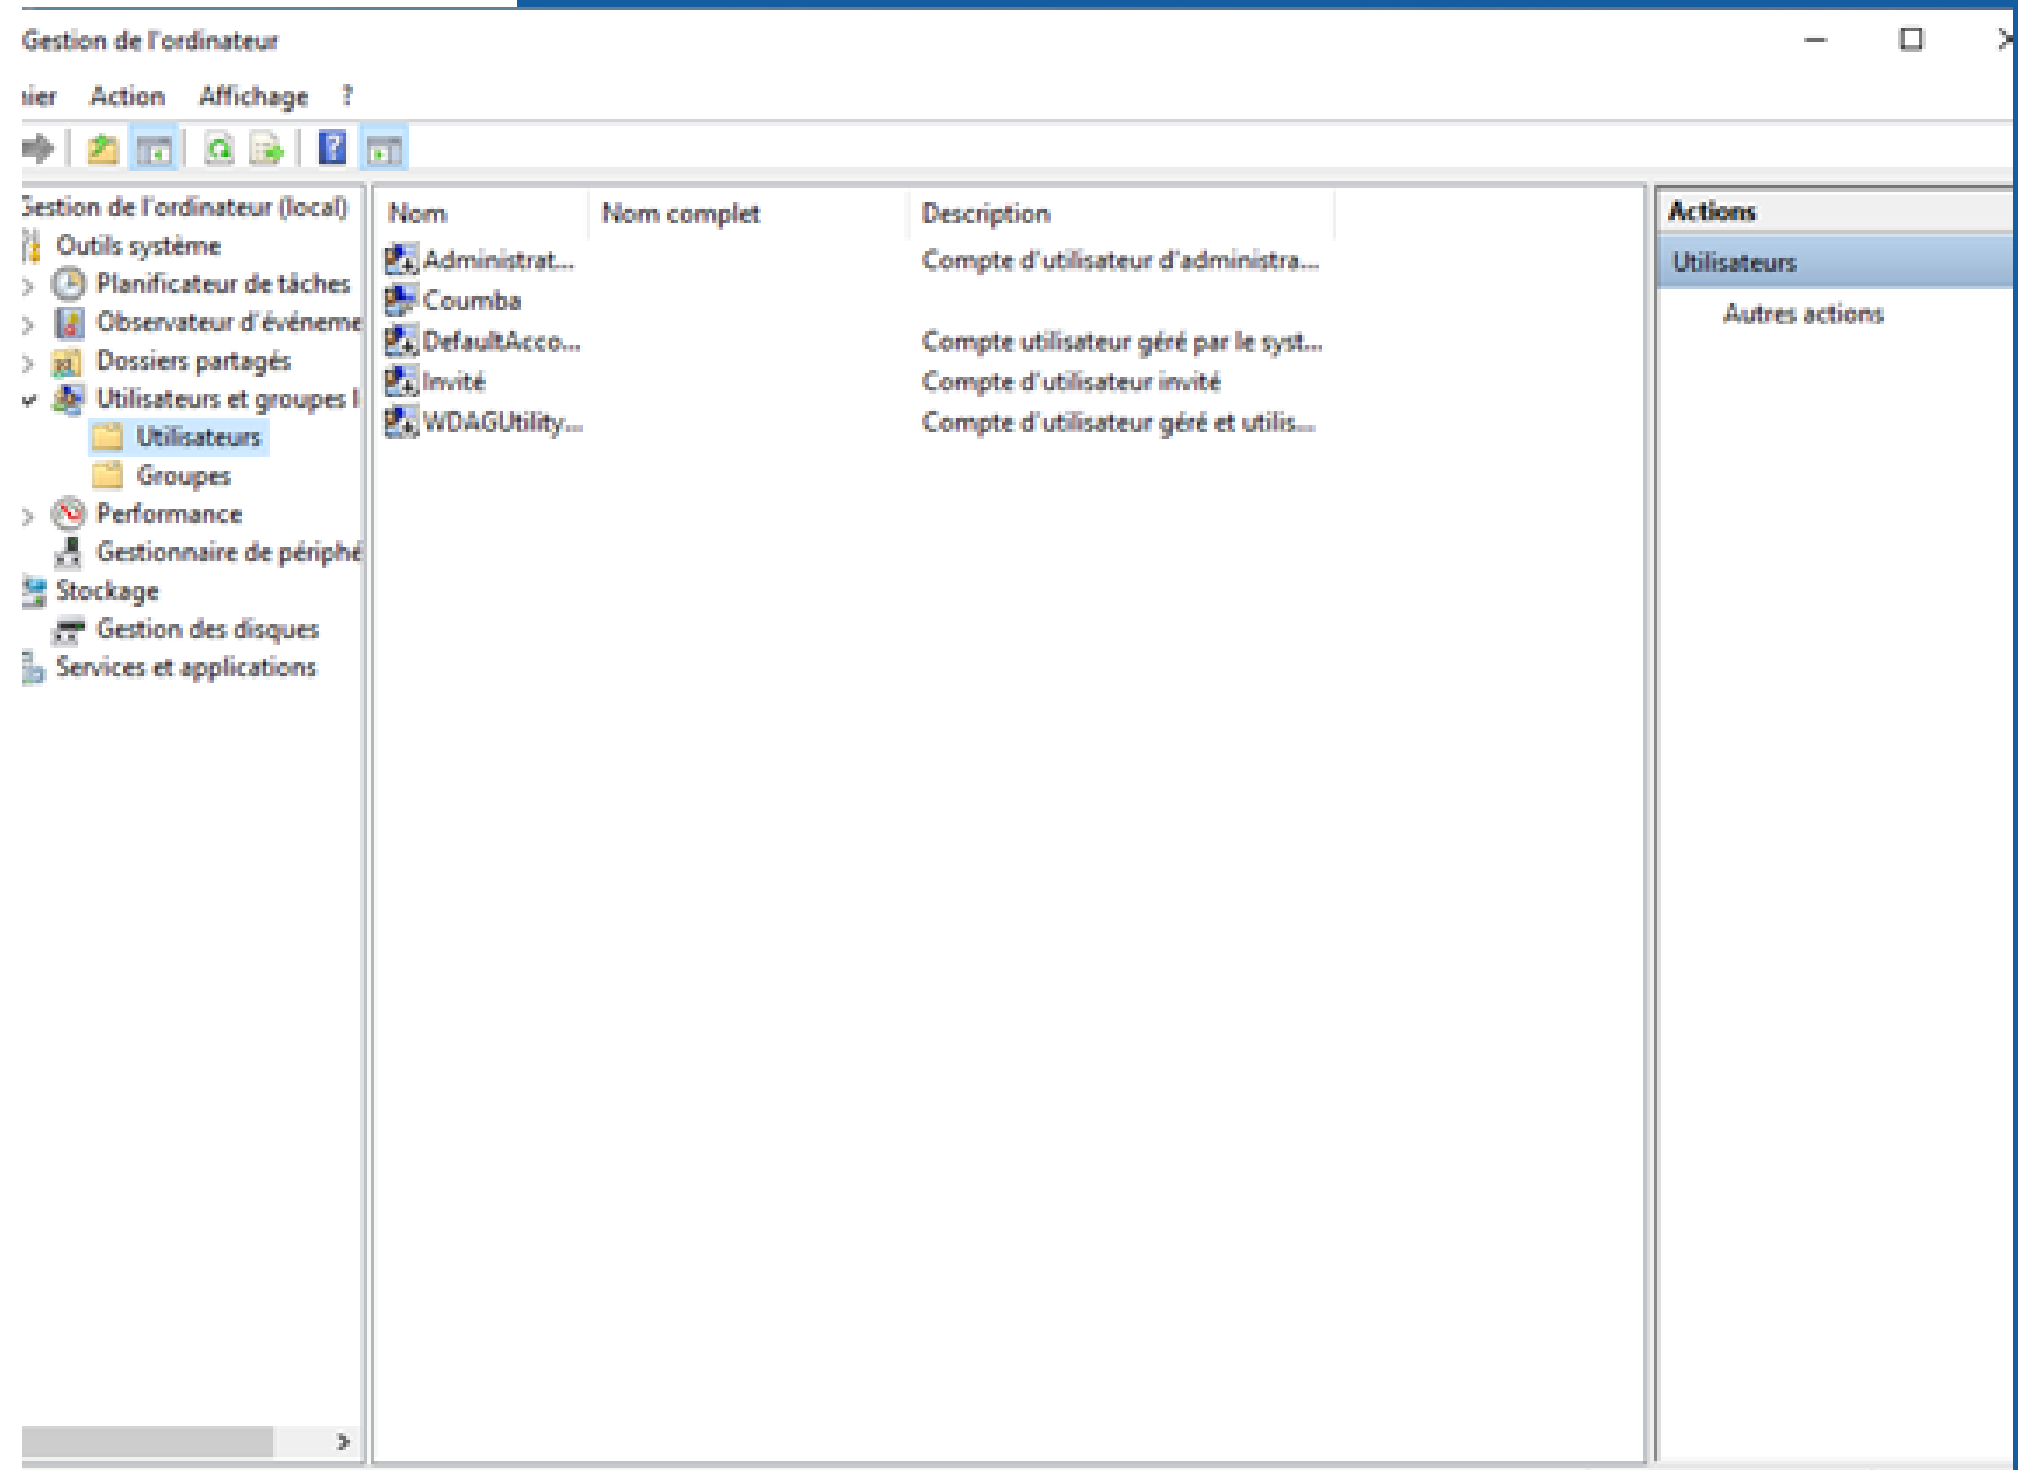 Gestion de l'ordinateur
Action Affichage ?
Gestion de l'ordinateur (local)
Outils système
Planificateur de tâches
Observateur d'événeme
Dossiers partagés
Utilisateurs et groupes l
Utilisateurs
Groupes
Performance
Gestionnaire de périphé
Stockage
Gestion des disques
Services et applications
Nom Nom complet Description
Administrat... Compte d'utilisateur d'administra...
Coumba
DefaultAcco... Compte utilisateur géré par le syst...
Invité Compte d'utilisateur invité
WDAGUtility... Compte d'utilisateur géré et utilis...
Actions
Utilisateurs
Autres actions